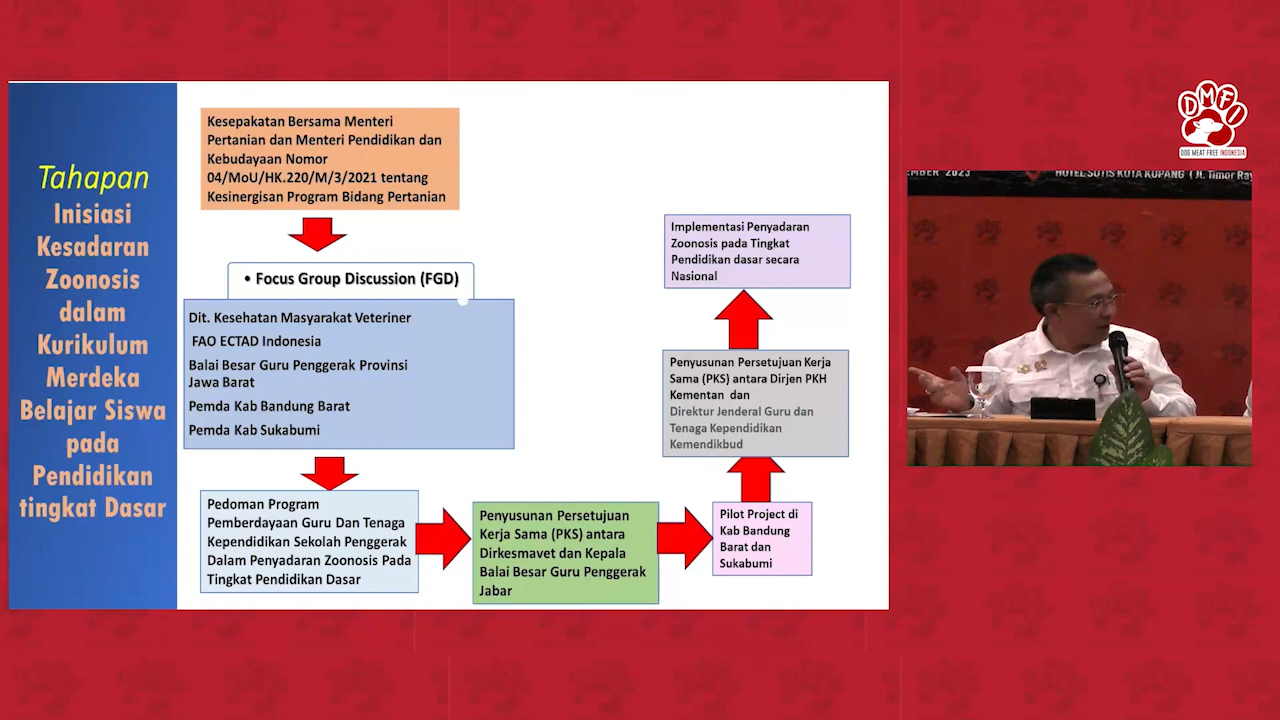 Tahapan
Inisiasi
Kesadaran
Zoonosis
dalam
Kurikulum
Merdeka
Belajar Siswa
pada
Pendidikan
tingkat Dasar
Kesepakatan Bersama Menteri
Pertanian dan Menteri Pendidikan dan
Kebudayaan Nomor
04/MoU/HK.220/M/3/2021 tentang
Kesinergisan Program Bidang Pertanian
• Focus Group Discussion (FGD)
Dit. Kesehatan Masyarakat Veteriner
FAO ECTAD Indonesia
Balai Besar Guru Penggerak Provinsi
Jawa Barat
Pemda Kab Bandung Barat
Pemda Kab Sukabumi
Pedoman Program
Pemberdayaan Guru Dan Tenaga
Kependidikan Sekolah Penggerak
Dalam Penyadaran Zoonosis Pada
Tingkat Pendidikan Dasar
Penyusunan Persetujuan
Kerja Sama (PKS) antara
Dirkesmavet dan Kepala
Balai Besar Guru Penggerak
Jabar
Pilot Project di
Kab Bandung
Barat dan
Sukabumi
Penyusunan Persetujuan Kerja
Sama (PKS) antara Dirjen PKH
Kementan dan
Direktur Jenderal Guru dan
Tenaga Kependidikan
Kemendikbud
Implementasi Penyadaran
Zoonosis pada Tingkat
Pendidikan dasar secara
Nasional
DMFI
DOG MEAT FREE INDONESIA
EMBER 2023
HOTEL SOTIS KUTA KUPANG ( JL Timor Ray